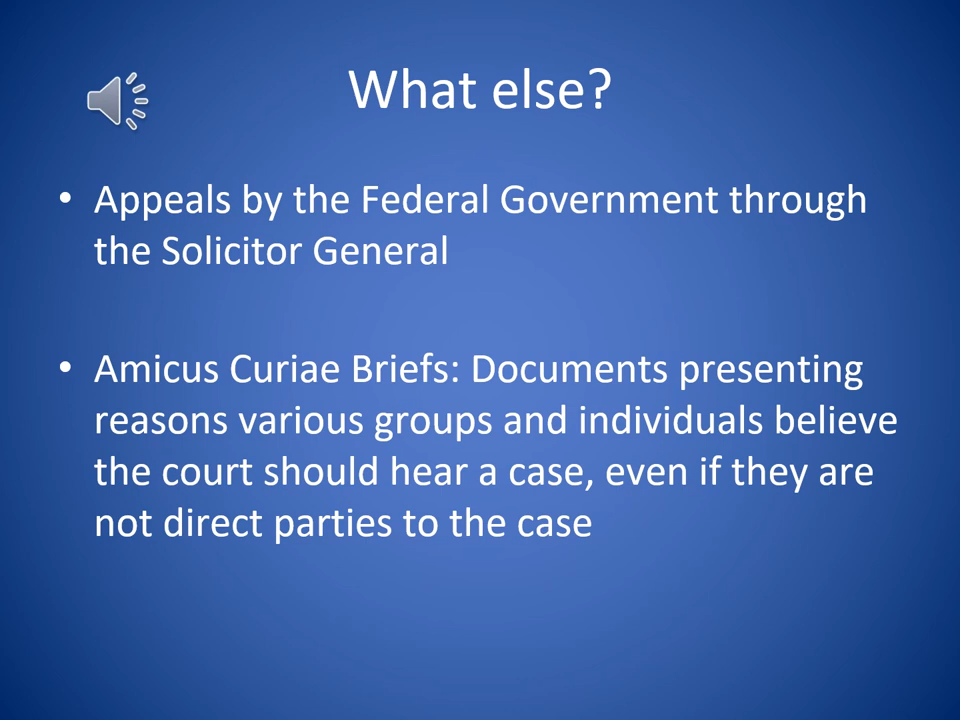 What else?
• Appeals by the Federal Government through
the Solicitor General
• Amicus Curiae Briefs: Documents presenting
reasons various groups and individuals believe
the court should hear a case, even if they are
not direct parties to the case